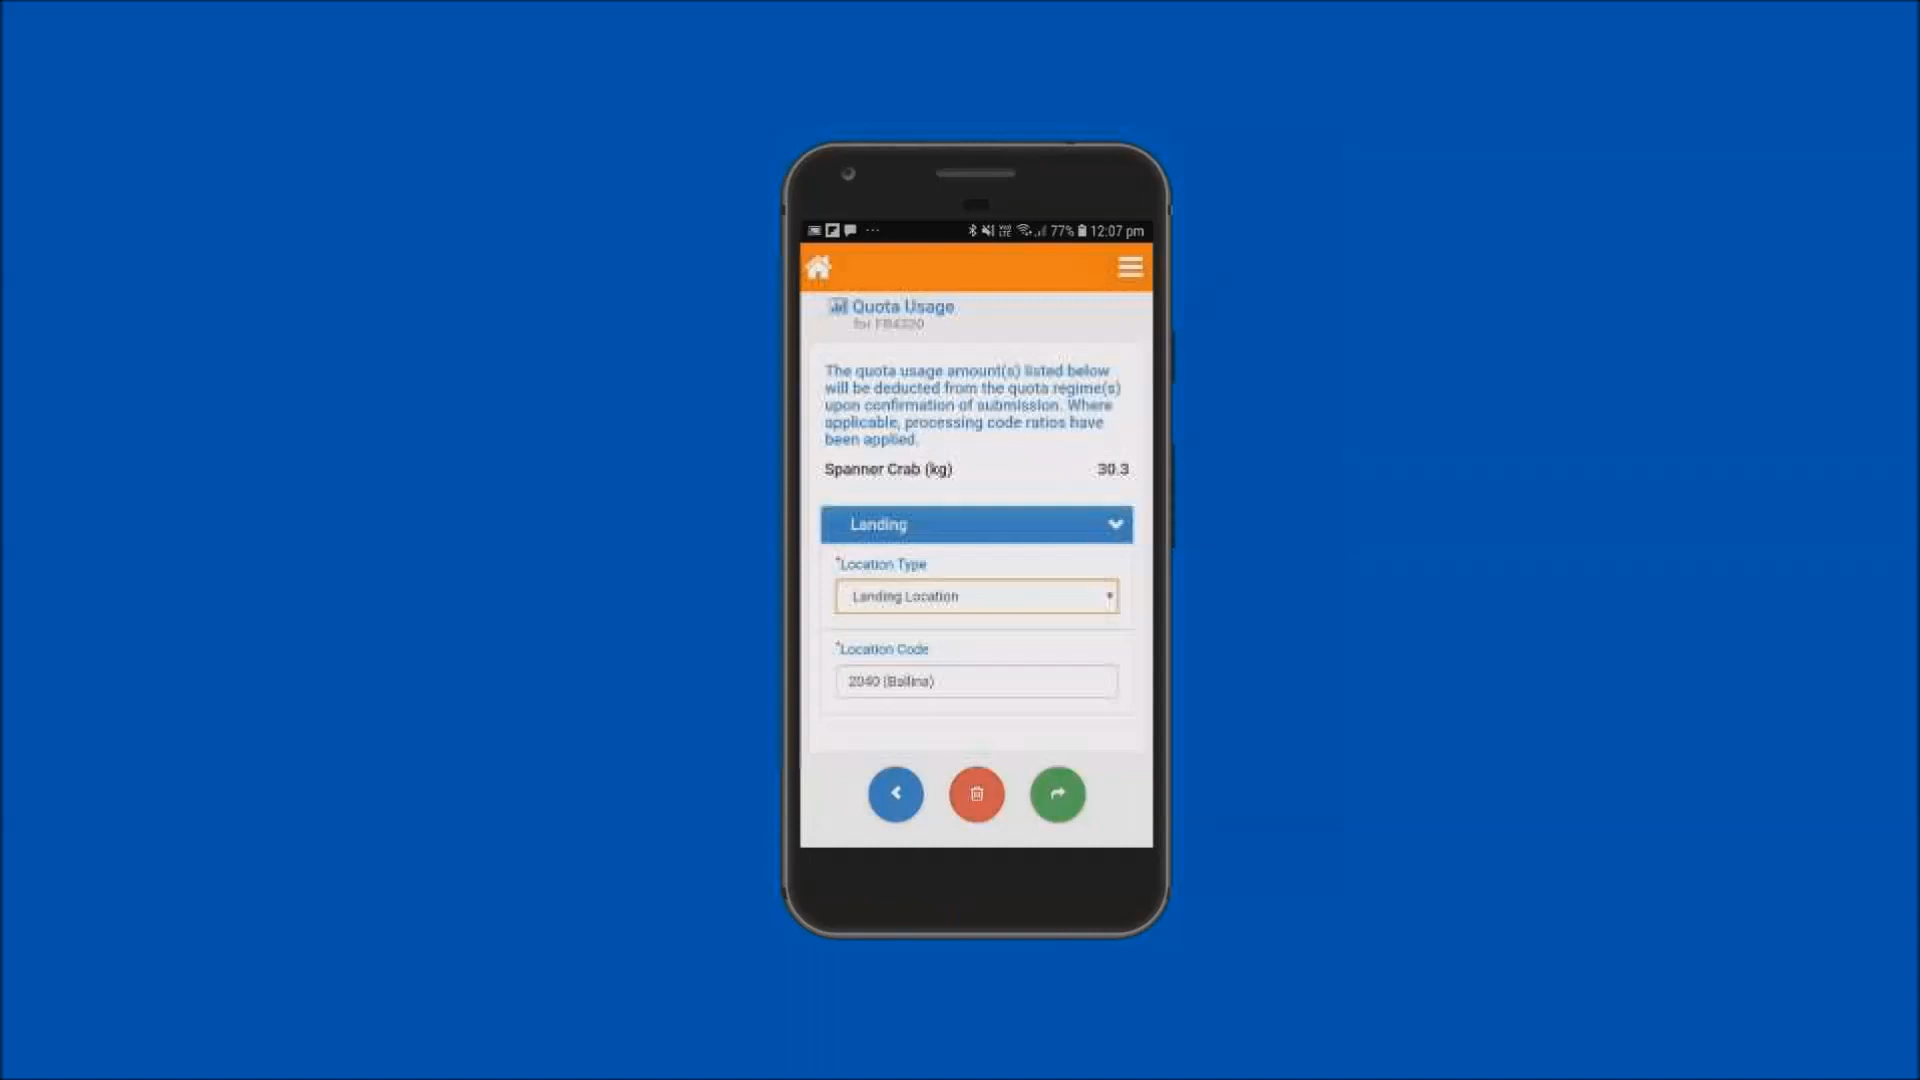 77% 12:07 pm
Quota Usage
for FB4320
The quota usage amount(s) listed below
will be deducted from the quota regime(s)
upon confirmation of submission. Where
applicable, processing code ratios have
been applied.
Spanner Crab (kg) 30.3
Landing
*Location Type
Landing Location
*Location Code
2040 (Ballina)